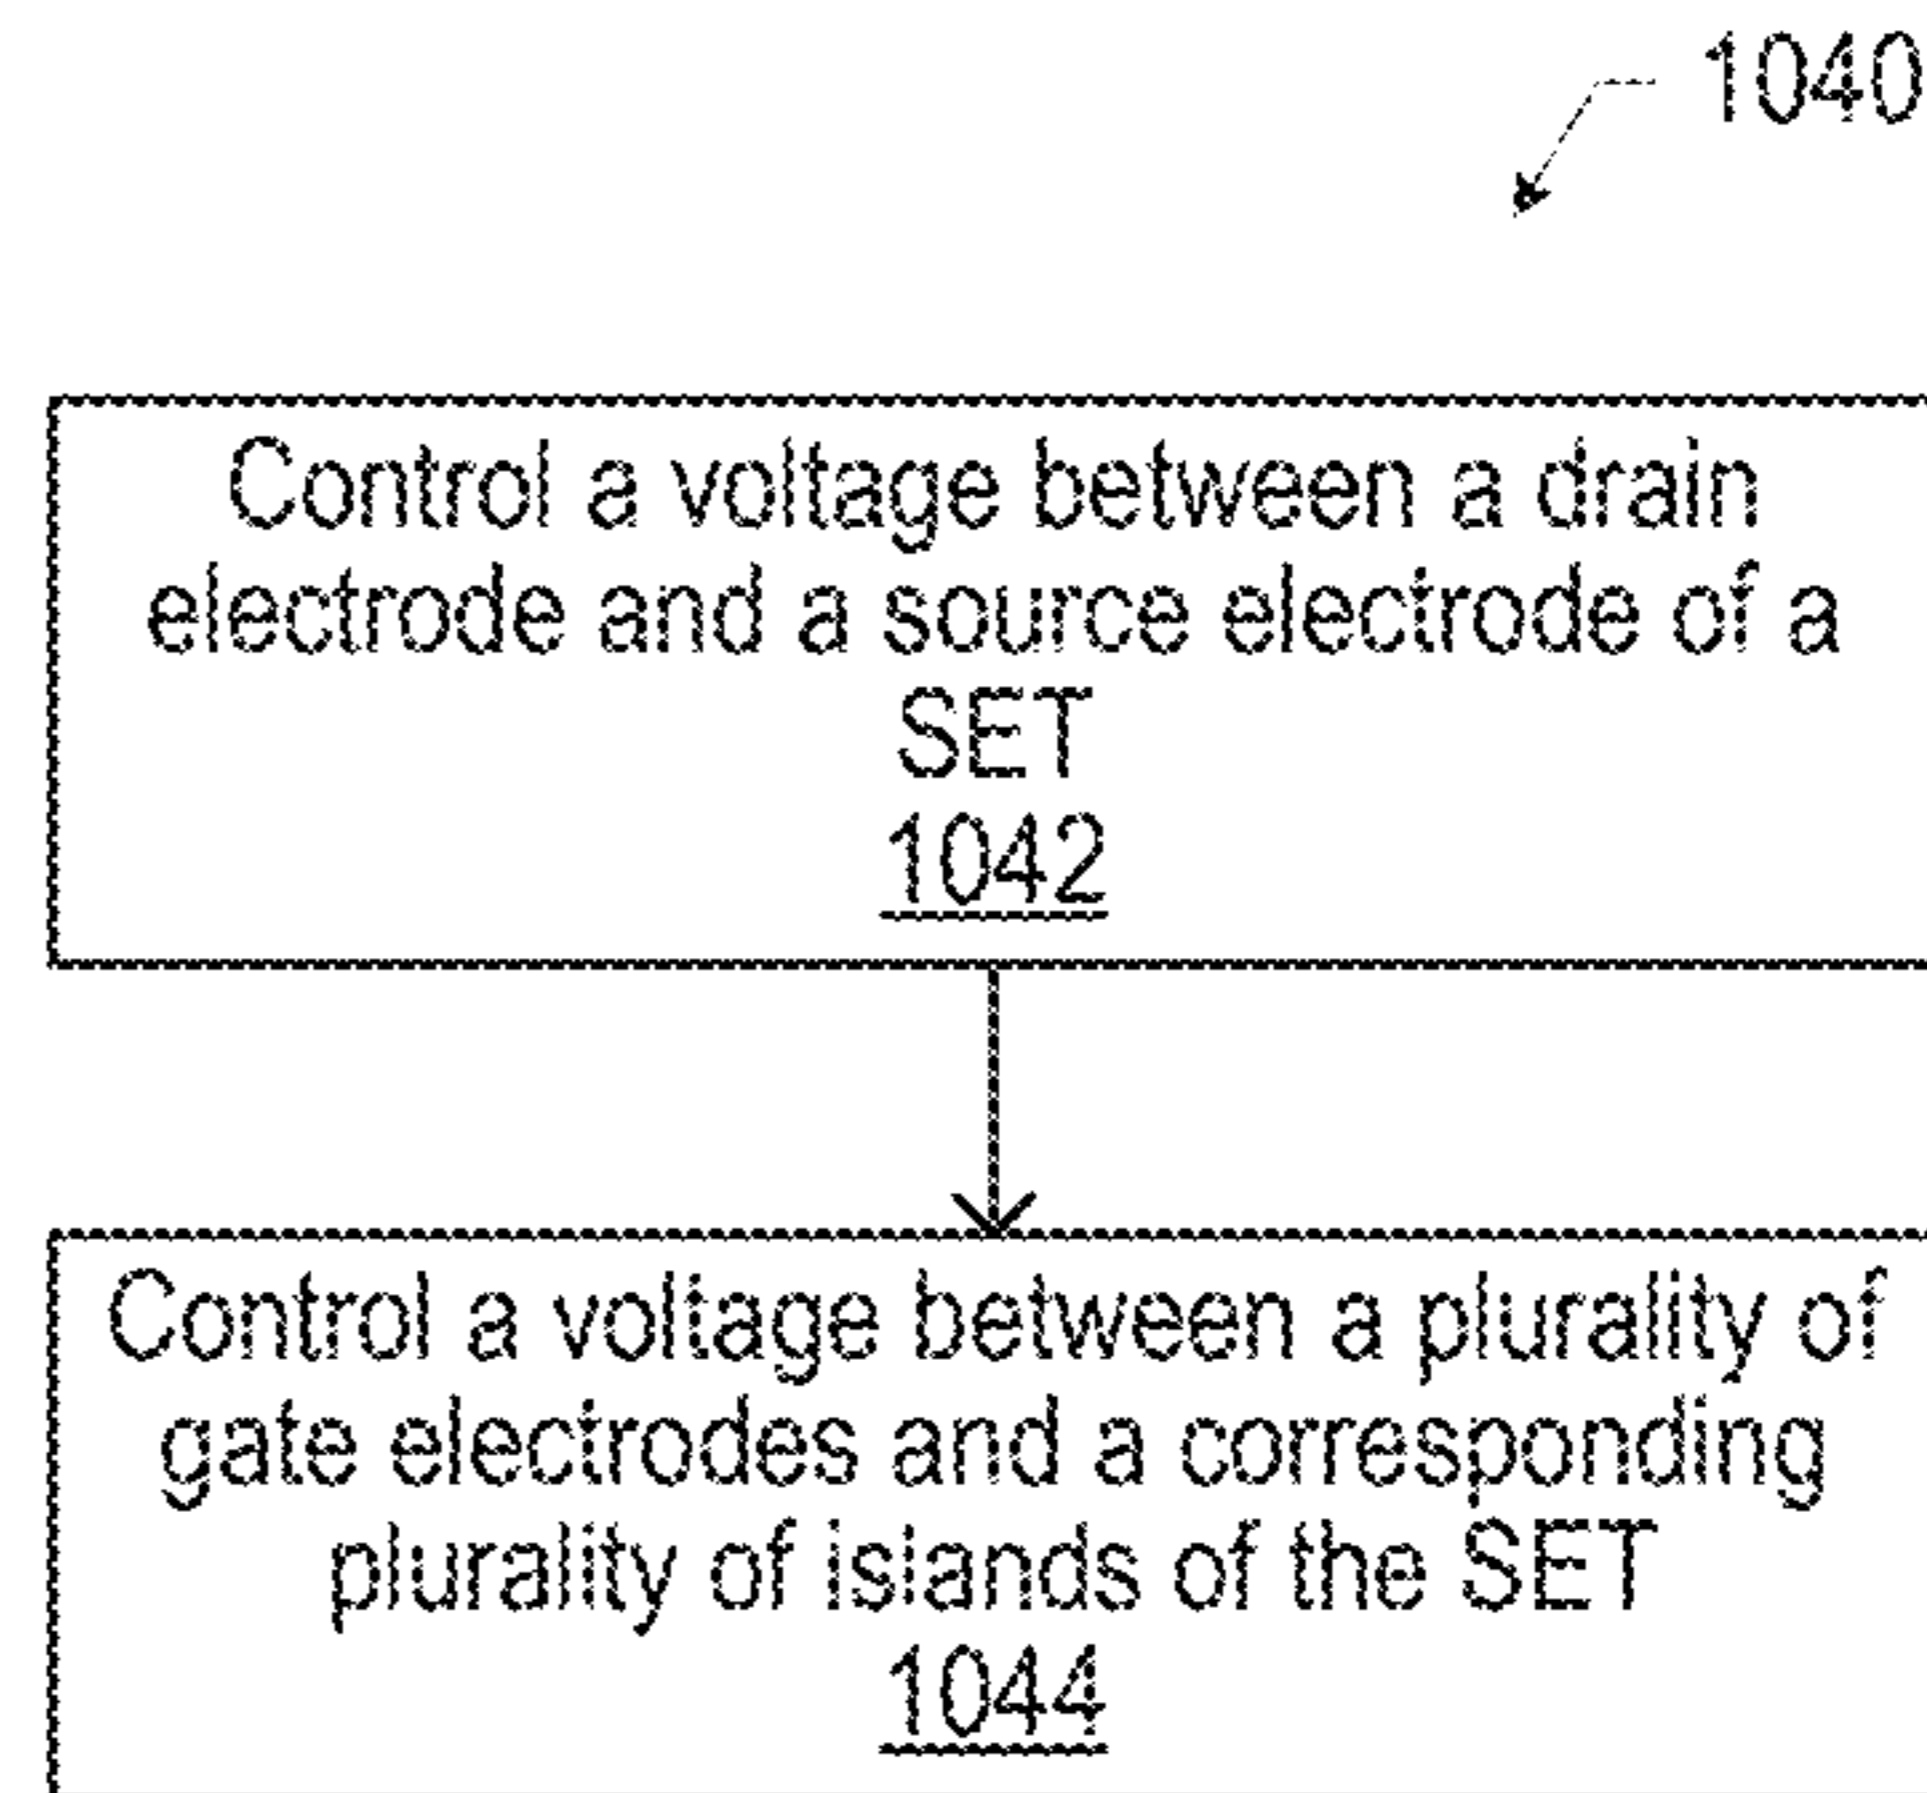 1040
Control a voltage between a drain
electrode and a source electrode of a
SET
1042
Control a voltage between a plurality of
gate electrodes and a corresponding
plurality of islands of the SET
1044